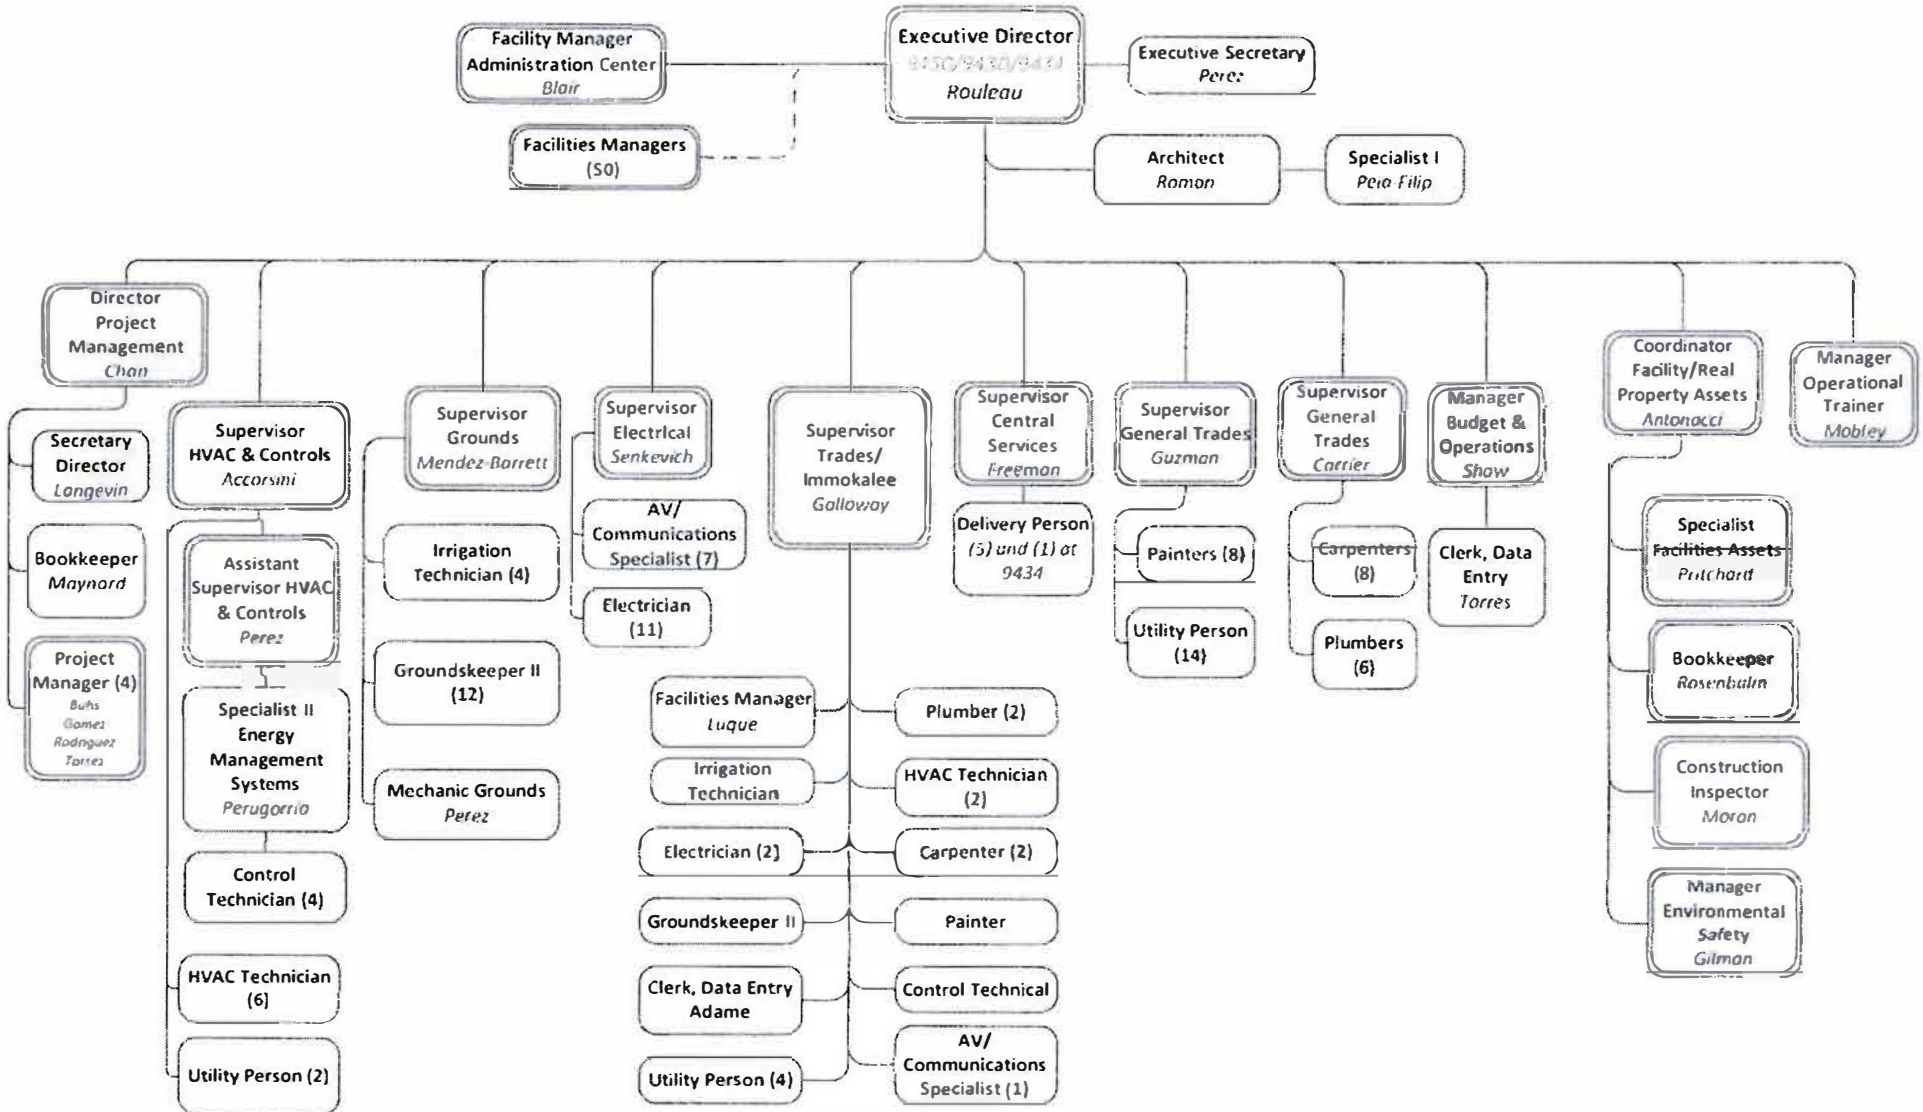 Facility Manager
Administration Center
Blair
Executive Director
Rouleau
Executive Secretary
Perez
Facilities Managers
(50)
Architect
Roman
Specialist I
Director
Project
Management
Chan
Secretary
Director
Langevin
Bookkeeper
Maynard
Project
Manager (4)
Buhs
Gomez
Rodriguez
Torrez
Supervisor
HVAC & Controls
Accorsini
Assistant
Supervisor HVAC
& Controls
Perez
Specialist II
Energy
Management
Systems
Perugorria
Control
Technician (4)
HVAC Technician
(6)
Utility Person (2)
Supervisor
Grounds
Mendez-Barrett
Irrigation
Technician (4)
Groundskeeper II
(12)
Mechanic Grounds
Perez
Supervisor
Electrical
Senkevich
AV/
Communications
Specialist (7)
Electrician
(11)
Supervisor
Trades/
Immokalee
Galloway
Facilities Manager
Luque
Irrigation
Technician
Electrician (2)
Groundskeeper II
Clerk, Data Entry
Adame
Utility Person (4)
Plumber (2)
HVAC Technician
(2)
Carpenter (2)
Painter
Control Technical
AV/
Communications
Specialist (1)
Supervisor
Central
Services
Freeman
Delivery Person
(5) and (1) at
9434
Supervisor
General Trades
Guzman
Painters (8)
Utility Person
(14)
Supervisor
General
Trades
Carrier
Carpenters
(8)
Plumbers
(6)
Manager
Budget &
Operations
Shaw
Clerk, Data
Entry
Torres
Coordinator
Facility/Real
Property Assets
Antonacci
Specialist
Facilities Assets
Pritchard
Bookkeeper
Rosenbalm
Construction
Inspector
Moran
Manager
Environmental
Safety
Gilman
Manager
Operational
Trainer
Mobley